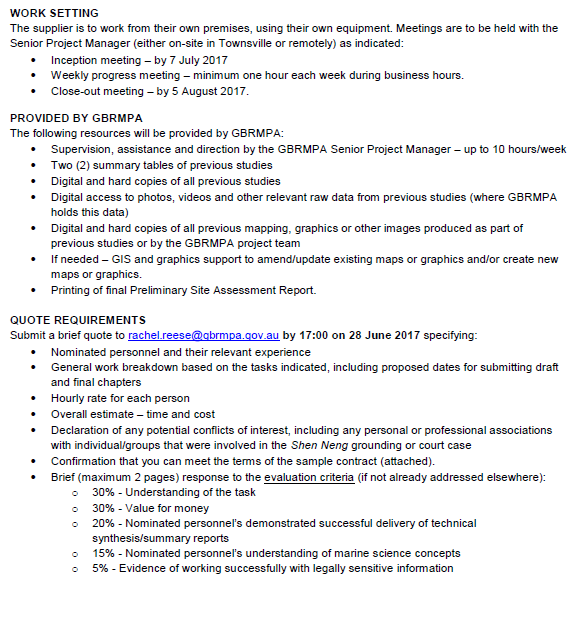 WORK SETTING
The supplier is to work from their own premises, using their own equipment. Meetings are to be held with the
Senior Project Manager (either on-site in Townsville or remotely) as indicated:
• Inception meeting – by 7 July 2017
• Weekly progress meeting – minimum one hour each week during business hours.
• Close-out meeting – by 5 August 2017.
PROVIDED BY GBRMPA
The following resources will be provided by GBRMPA:
• Supervision, assistance and direction by the GBRMPA Senior Project Manager – up to 10 hours/week
• Two (2) summary tables of previous studies
• Digital and hard copies of all previous studies
• Digital access to photos, videos and other relevant raw data from previous studies (where GBRMPA
holds this data)
• Digital and hard copies of all previous mapping, graphics or other images produced as part of
previous studies or by the GBRMPA project team
• If needed – GIS and graphics support to amend/update existing maps or graphics and/or create new
maps or graphics.
• Printing of final Preliminary Site Assessment Report.
QUOTE REQUIREMENTS
Submit a brief quote to rachel.reese@gbrmpa.gov.au by 17:00 on 28 June 2017 specifying:
• Nominated personnel and their relevant experience
• General work breakdown based on the tasks indicated, including proposed dates for submitting draft
and final chapters
• Hourly rate for each person
• Overall estimate – time and cost
• Declaration of any potential conflicts of interest, including any personal or professional associations
with individual/groups that were involved in the Shen Neng grounding or court case
• Confirmation that you can meet the terms of the sample contract (attached).
• Brief (maximum 2 pages) response to the evaluation criteria (if not already addressed elsewhere):
o 30% - Understanding of the task
o 30% - Value for money
o 20% - Nominated personnel's demonstrated successful delivery of technical
synthesis/summary reports
o 15% - Nominated personnel's understanding of marine science concepts
o 5% - Evidence of working successfully with legally sensitive information